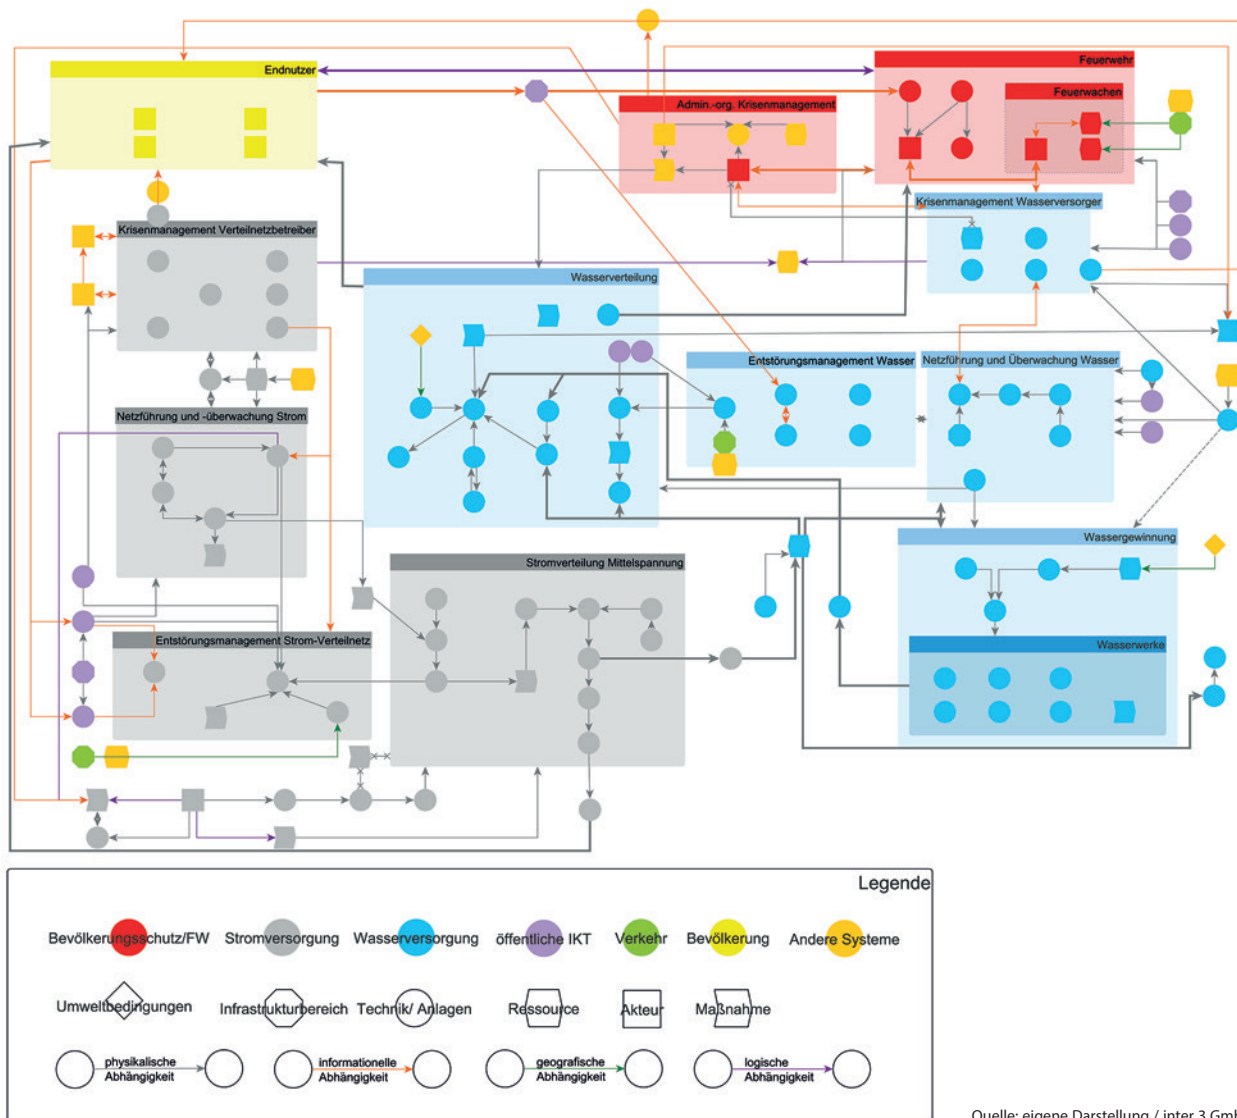 Endnutzer
Feuerwehr
Feuerwachen
Admin.-org. Krisenmanagement
Krisenmanagement Wasserversorger
Krisenmanagement Verteilnetzbetreiber
Wasserverteilung
Entstörungsmanagement Wasser
Netzführung und Überwachung Wasser
Netzführung und -überwachung Strom
Wassergewinnung
Stromverteilung Mittelspannung
Entstörungsmanagement Strom-Verteilnetz
Wasserwerke
Legende
Bevölkerungsschutz/FW Stromversorgung Wasserversorgung öffentliche IKT Verkehr Bevölkerung Andere Systeme
Umweltbedingungen Infrastrukturbereich Technik/ Anlagen Ressource Akteur Maßnahme
physikalische informationelle geografische logische
Abhängigkeit Abhängigkeit Abhängigkeit Abhängigkeit
Quelle: eigene Darstellung / inter 3 Gmb